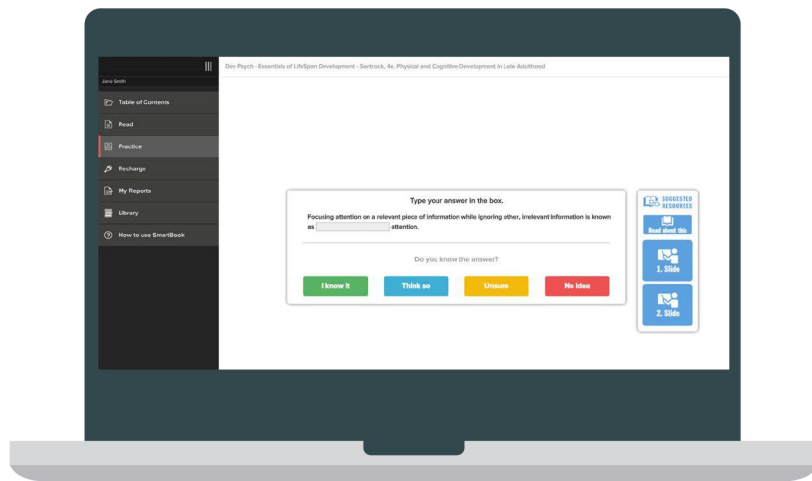 Dev Psych - Essentials of LifeSpan Development - Santrock, 4e, Physical and Cognitive Development in Late Adulthood
Jane Smith
Table of Contents
Read
Practice
Recharge
My Reports
Library
How to use SmartBook
Type your answer in the box.
Focusing attention on a relevant piece of information while ignoring other, irrelevant information is known
as attention.
Do you know the answer?
I know it
Think so
Unsure
No idea
SUGGESTED
RESOURCES
Read about this
1. Slide
2. Slide